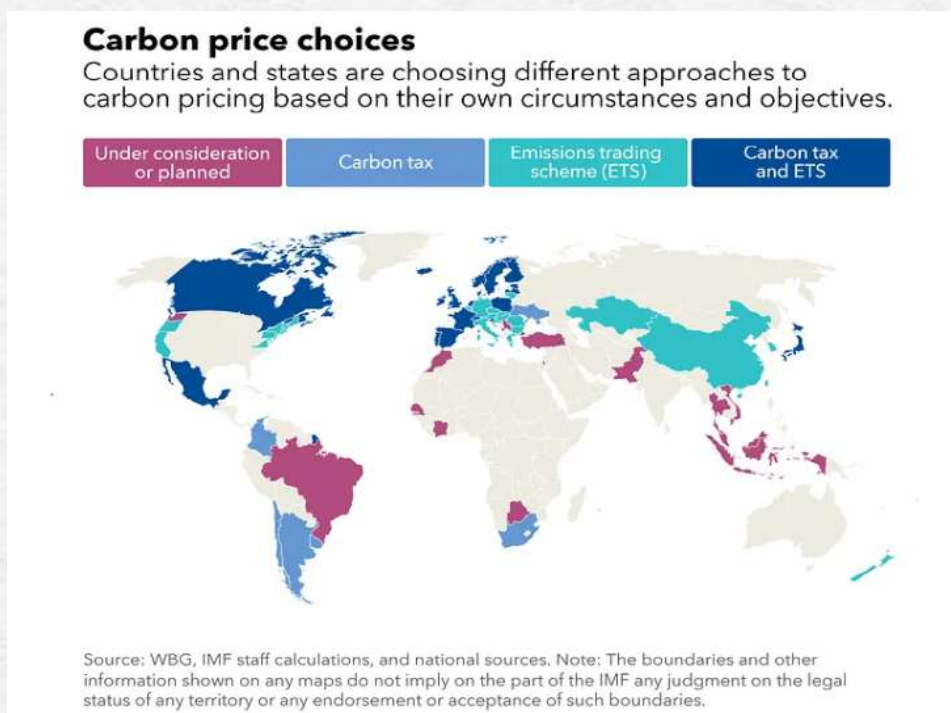 Carbon price choices
Countries and states are choosing different approaches to
carbon pricing based on their own circumstances and objectives.
Under consideration
or planned
Carbon tax
Emissions trading
scheme (ETS)
Carbon tax
and ETS
Source: WBG, IMF staff calculations, and national sources. Note: The boundaries and other
information shown on any maps do not imply on the part of the IMF any judgment on the legal
status of any territory or any endorsement or acceptance of such boundaries.